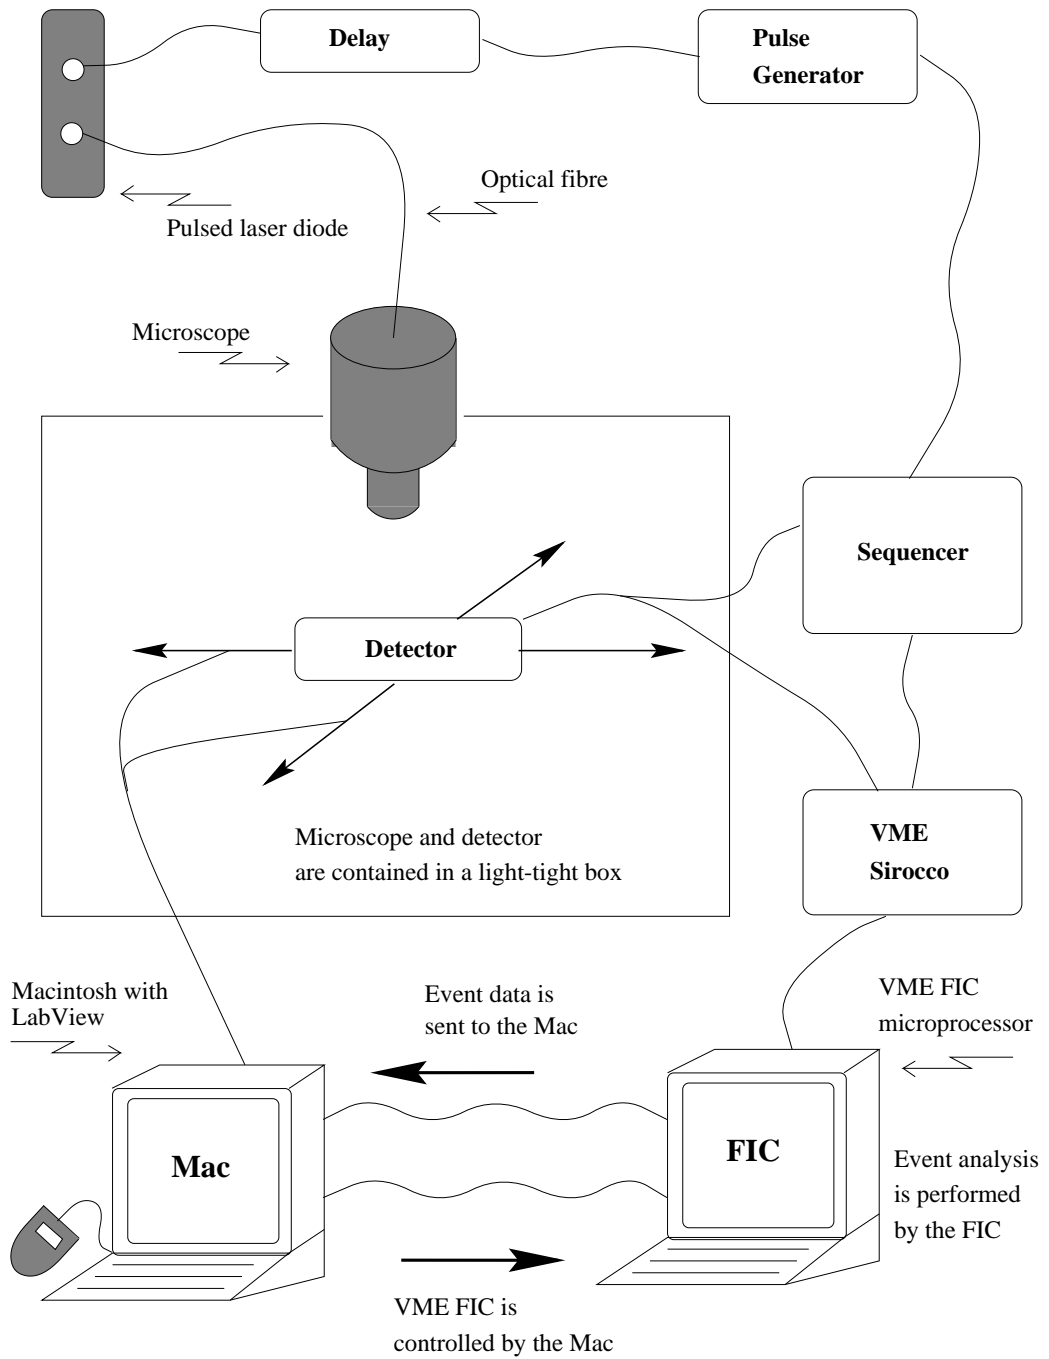 Delay
Pulse
Generator
Optical fibre
Pulsed laser diode
Microscope
Sequencer
Detector
Microscope and detector
are contained in a light-tight box
VME
Sirocco
Macintosh with
LabView
Event data is
sent to the Mac
VME FIC
microprocessor
Mac
FIC
Event analysis
is performed
by the FIC
VME FIC is
controlled by the Mac